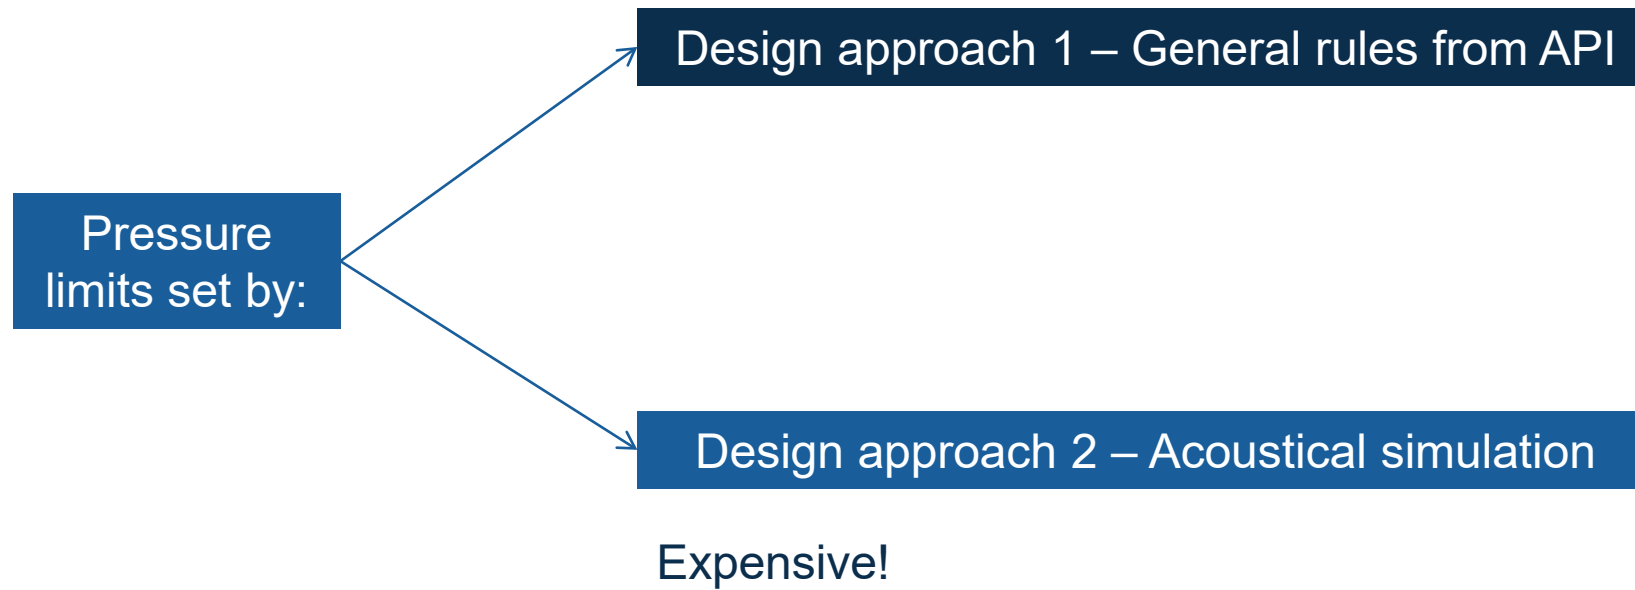 Design approach 1 – General rules from API
Pressure
limits set by:
Design approach 2 – Acoustical simulation
Expensive!